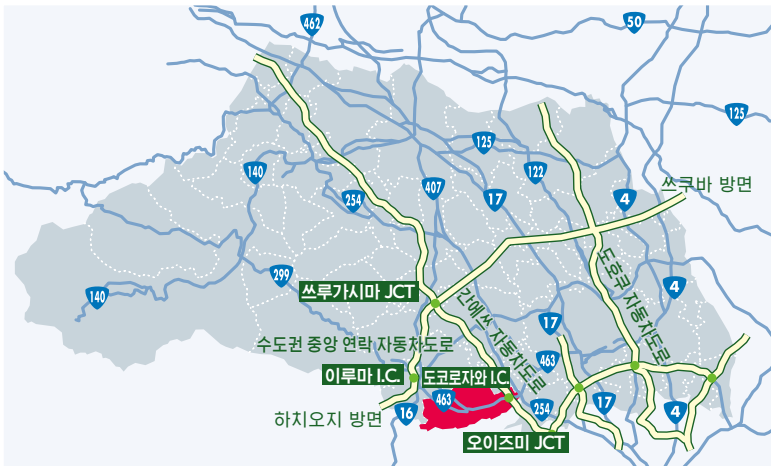 462
50
125
125
140
407
122
254
17
4
쓰쿠바 방면
299
140
쓰루가시마 JCT
간에쓰 자동차도로
도호쿠 자동차도로
4
17
수도권 중앙 연락 자동차도로
463
이루마 I.C.
도코로자와 I.C.
463
16
254
17
4
하치오지 방면
오이즈미 JCT